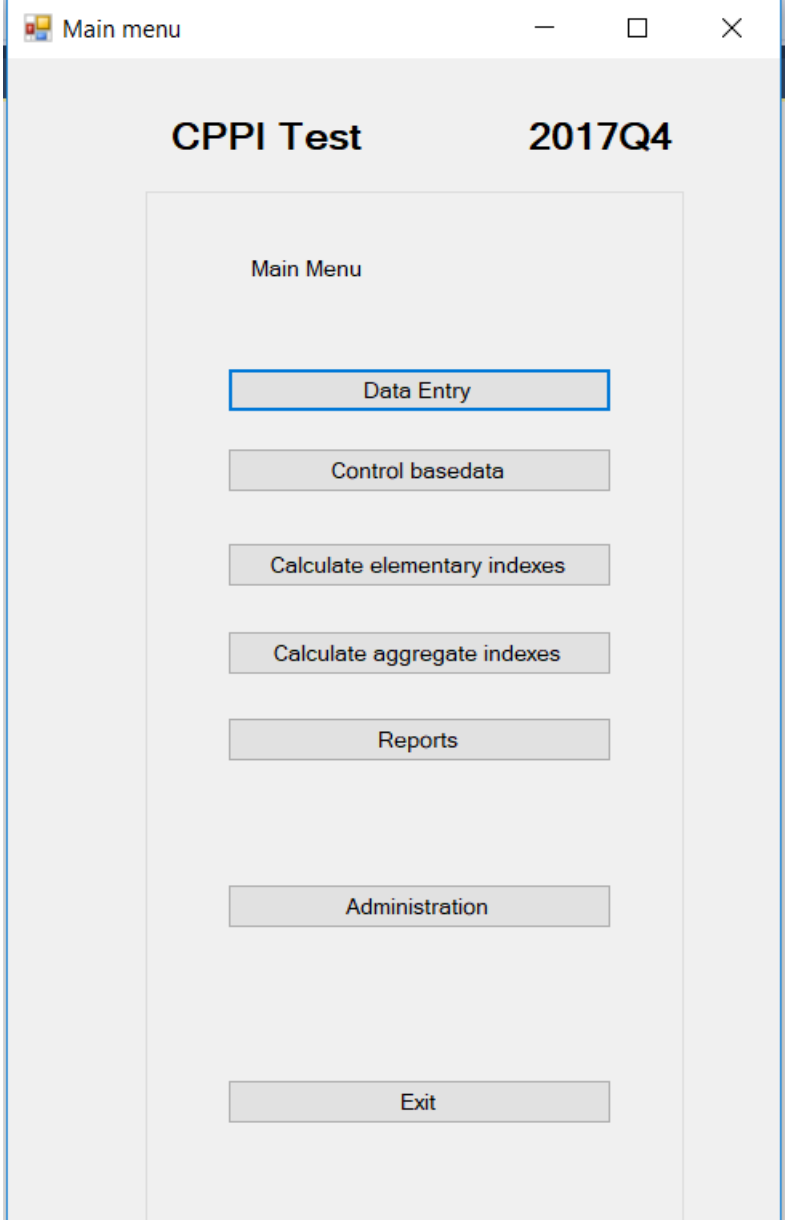 Main menu
CPPI Test 2017Q4
Main Menu
Data Entry
Control basedata
Calculate elementary indexes
Calculate aggregate indexes
Reports
Administration
Exit